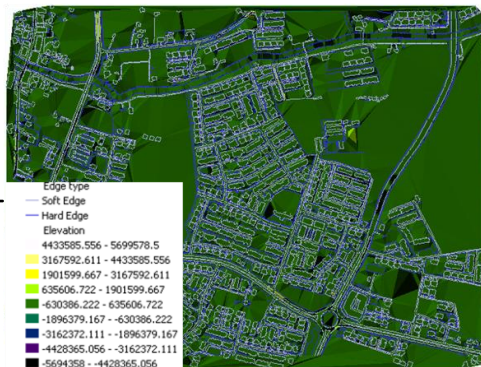 Edge type
Soft Edge
Hard Edge
Elevation
4433585.556 - 5699578.5
3167592.611 - 4433585.556
1901599.667 - 3167592.611
635606.722 - 1901599.667
-630386.222 - 635606.722
-1896379.167 - -630386.222
-3162372.111 - -1896379.167
-4428365.056 - -3162372.111
-5694358 - -4428365.056